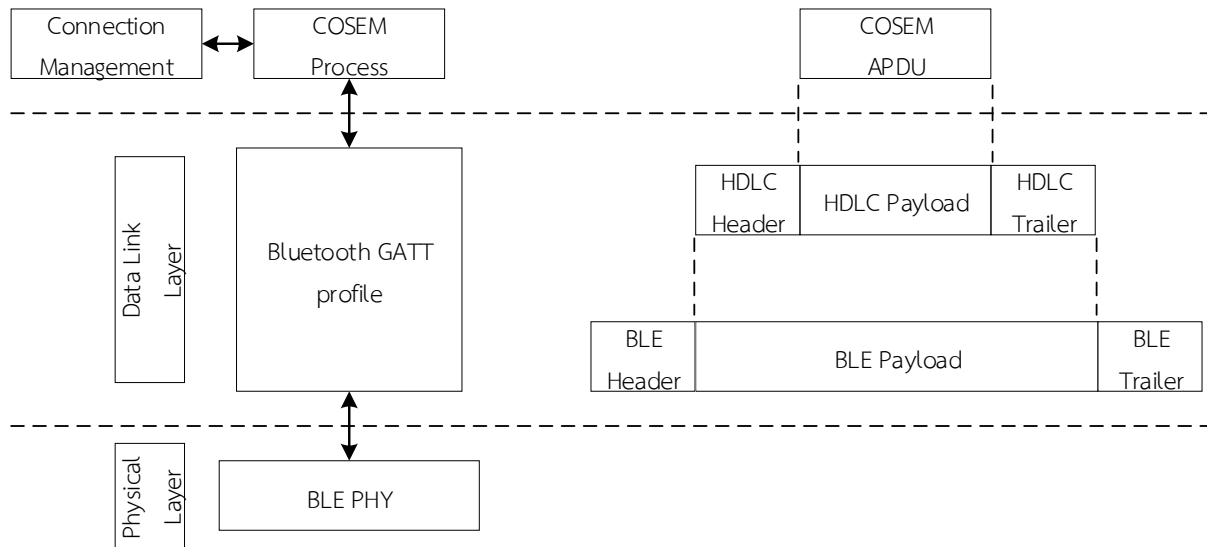 Connection
Management
COSEM
Process
COSEM
APDU
Data Link
Layer
Bluetooth GATT
profile
HDLC
Header
HDLC Payload
HDLC
Trailer
BLE
Header
BLE Payload
BLE
Trailer
Physical
Layer
BLE PHY